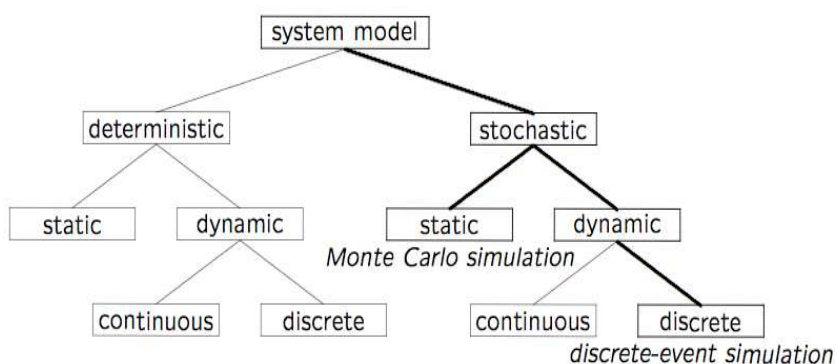 system model
deterministic
stochastic
static
dynamic
static
dynamic
Monte Carlo simulation
continuous
discrete
continuous
discrete
discrete-event simulation